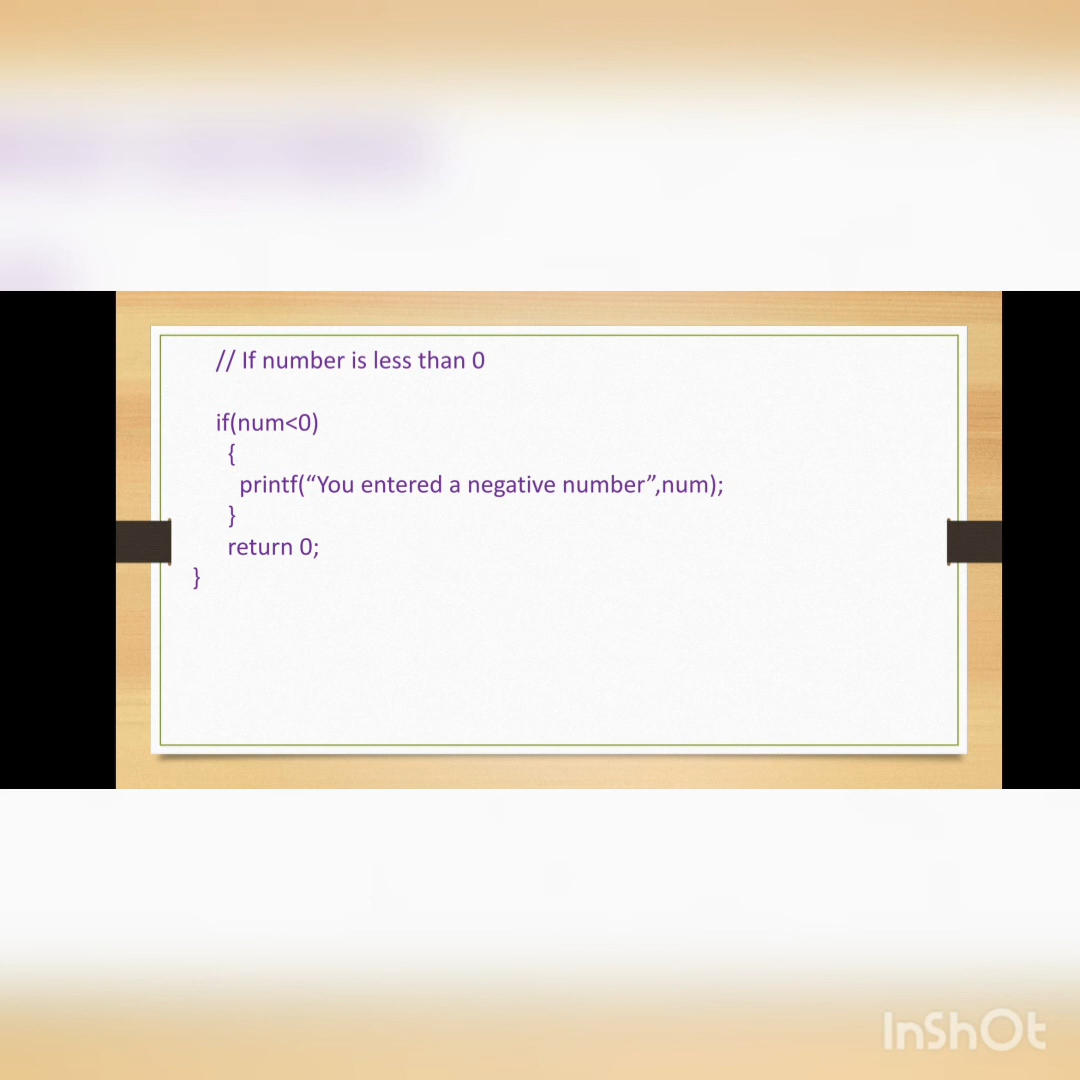 // If number is less than 0
if(num<0)
{
printf(“You entered a negative number”,num);
}
return 0;
}
InShOt